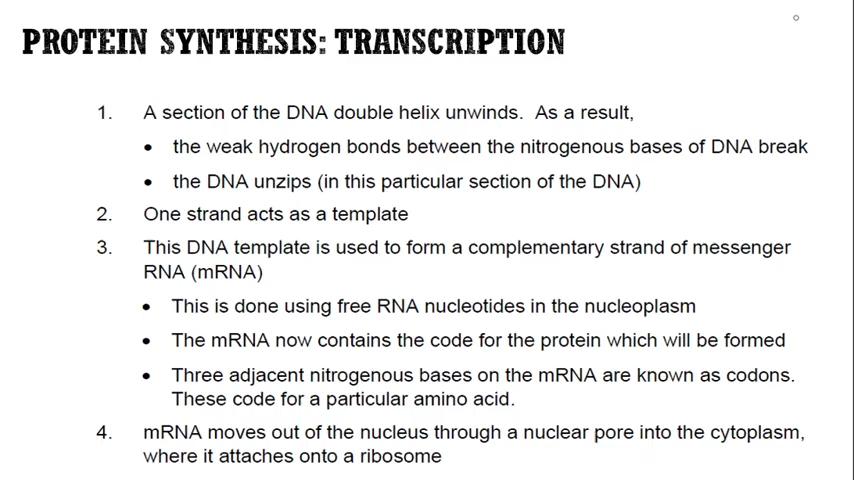 PROTEIN SYNTHESIS: TRANSCRIPTION
1. A section of the DNA double helix unwinds. As a result,
• the weak hydrogen bonds between the nitrogenous bases of DNA break
• the DNA unzips (in this particular section of the DNA)
2. One strand acts as a template
3. This DNA template is used to form a complementary strand of messenger
RNA (mRNA)
• This is done using free RNA nucleotides in the nucleoplasm
• The mRNA now contains the code for the protein which will be formed
• Three adjacent nitrogenous bases on the mRNA are known as codons.
These code for a particular amino acid.
4. mRNA moves out of the nucleus through a nuclear pore into the cytoplasm,
where it attaches onto a ribosome